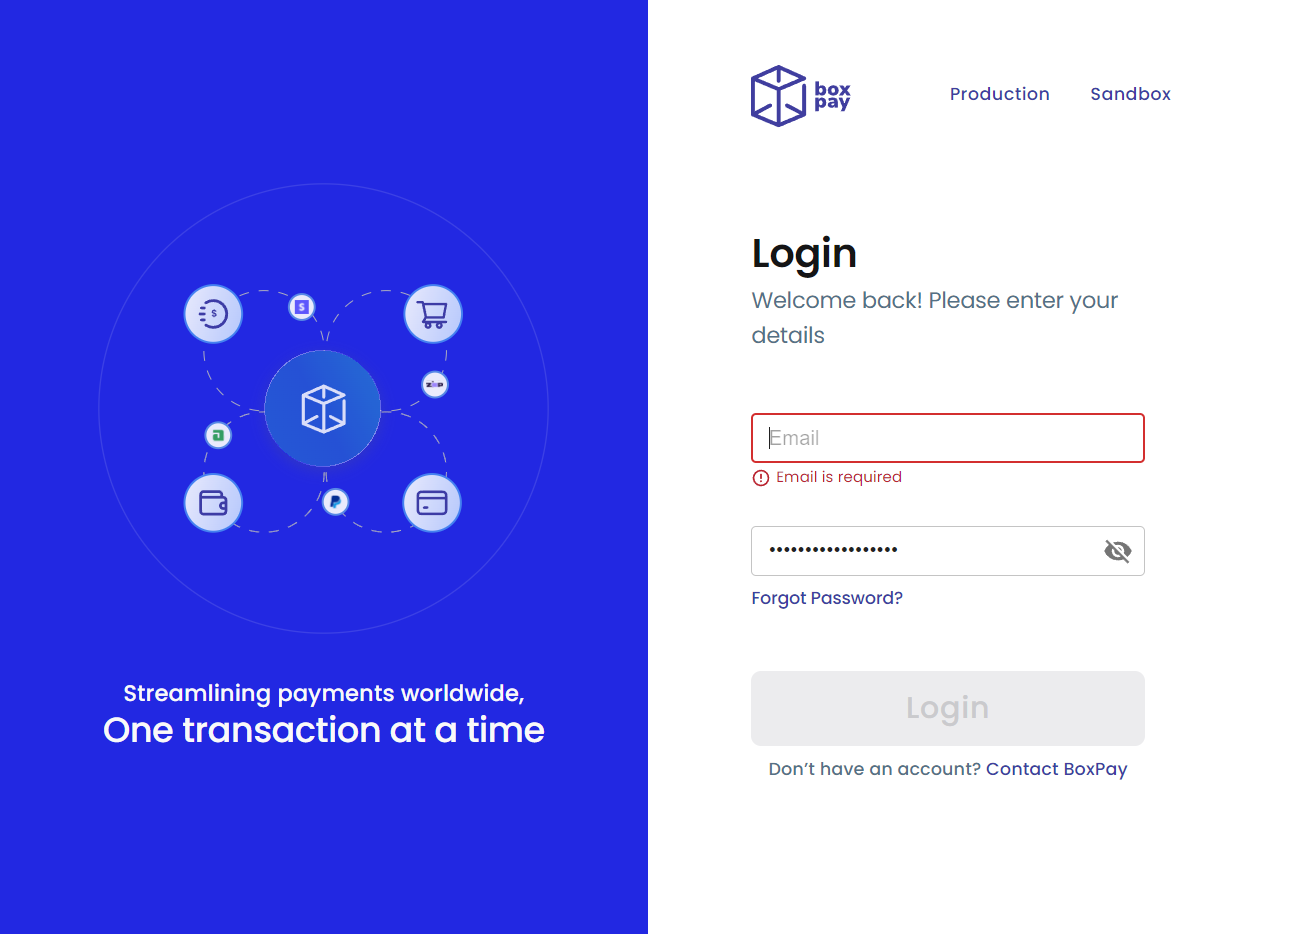 box
pay
Production
Sandbox
Login
Welcome back! Please enter your
details
Email
Email is required
••••••••••••••••••
Forgot Password?
Login
Don’t have an account? Contact BoxPay
$
$
zip
Streamlining payments worldwide,
One transaction at a time